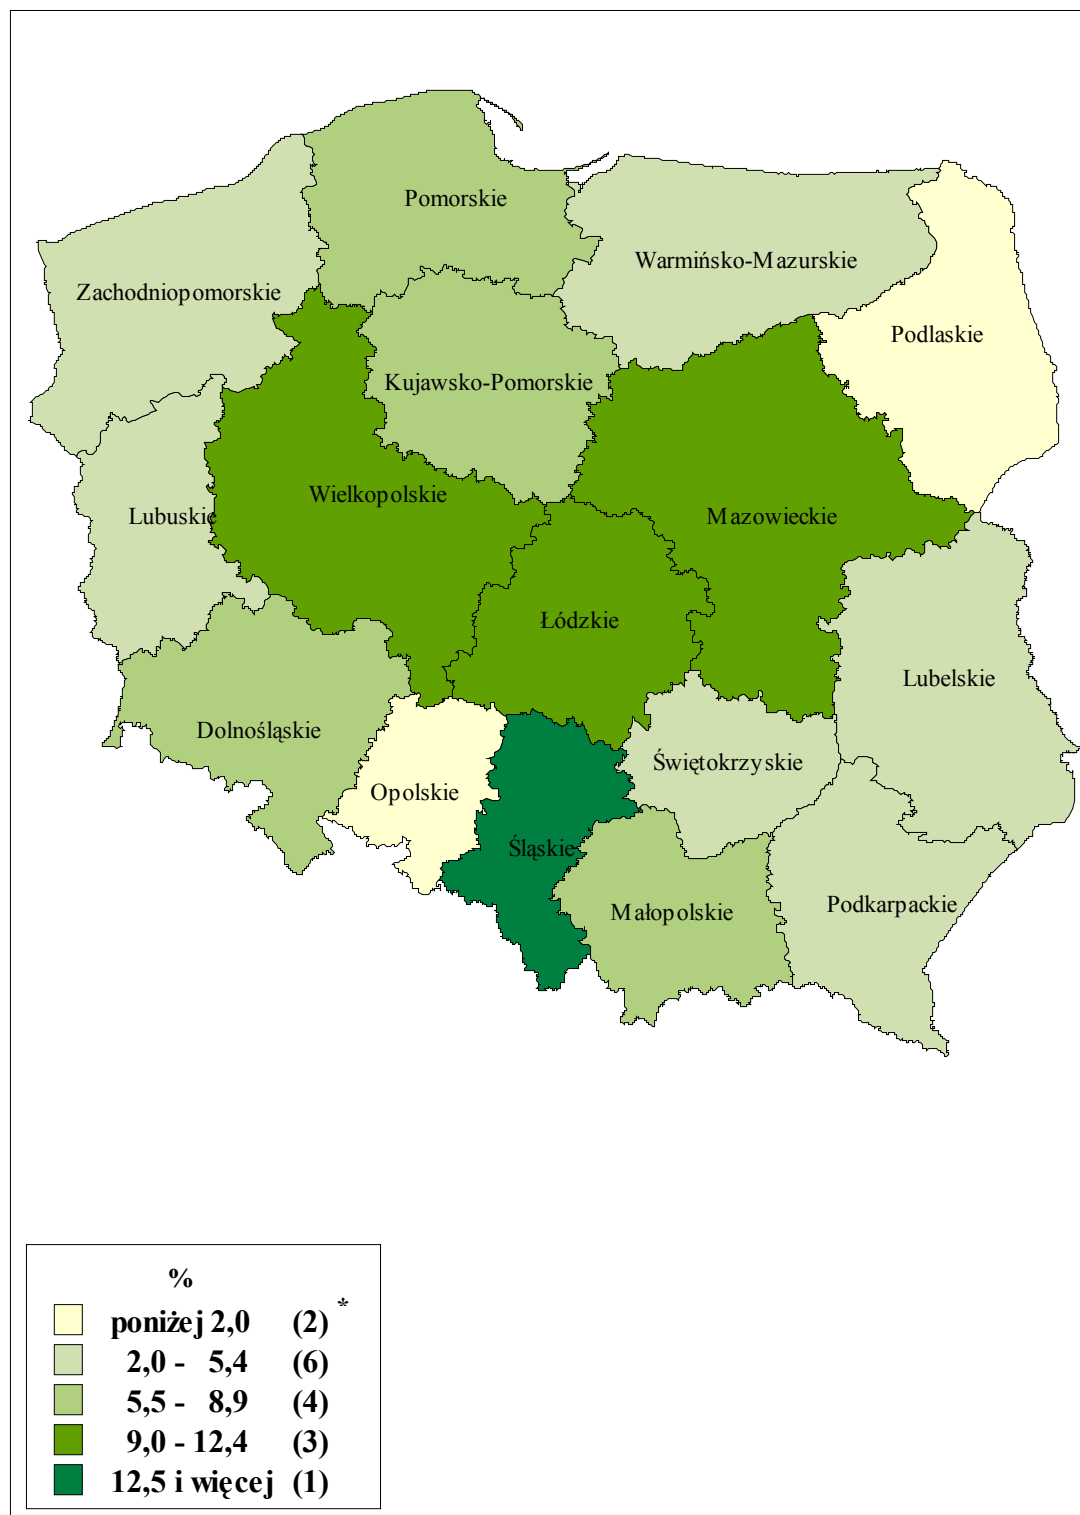 Pomorskie
Warmińsko-Mazurskie
Zachodniopomorskie
Podlaskie
Kujawsko-Pomorskie
Wielkopolskie
Lubuskie
Mazowieckie
Łódzkie
Lubelskie
Dolnośląskie
Świętokrzyskie
Opolskie
Śląskie
Podkarpackie
Małopolskie
%
poniżej 2,0 (2) *
2,0 - 5,4 (6)
5,5 - 8,9 (4)
9,0 - 12,4 (3)
12,5 i więcej (1)